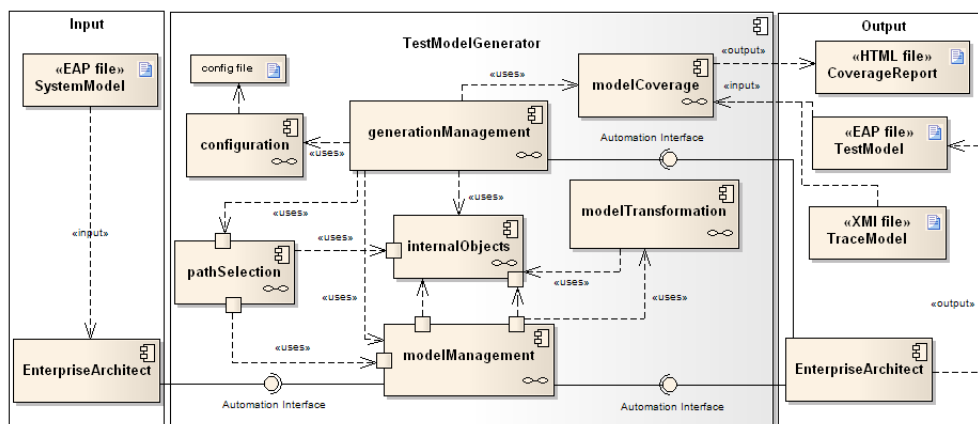 Input
«EAP file»
SystemModel
«input»
EnterpriseArchitect
TestModelGenerator
config file
configuration
«uses»
generationManagement
«uses»
modelCoverage
«output»
«input»
Automation Interface
«uses»
«uses»
pathSelection
«uses»
internalObjects
modelTransformation
«uses»
«uses»
«uses»
«uses»
modelManagement
Automation Interface
Automation Interface
Output
«HTML file»
CoverageReport
«EAP file»
TestModel
«XMI file»
TraceModel
«output»
EnterpriseArchitect